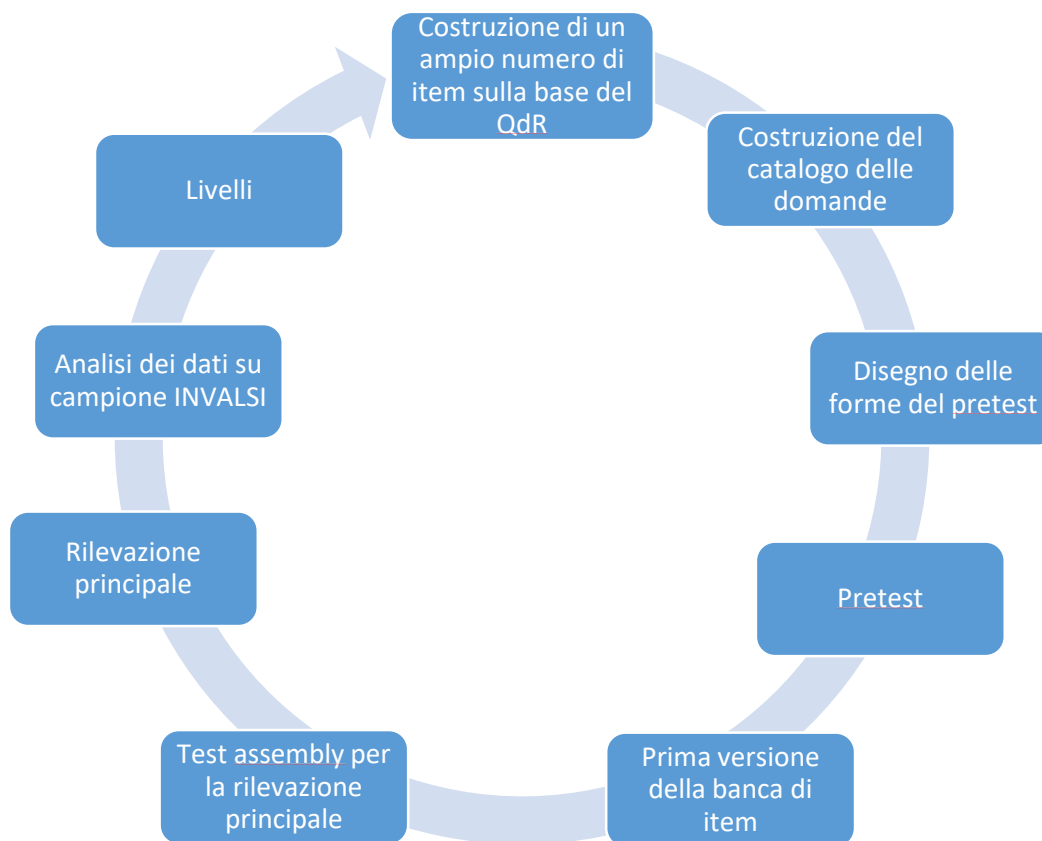 Costruzione di un
ampio numero di
item sulla base del
QdR
Costruzione del
catalogo delle
domande
Disegno delle
forme del pretest
Pretest
Prima versione
della banca di
item
Test assembly per
la rilevazione
principale
Rilevazione
principale
Analisi dei dati su
campione INVALSI
Livelli